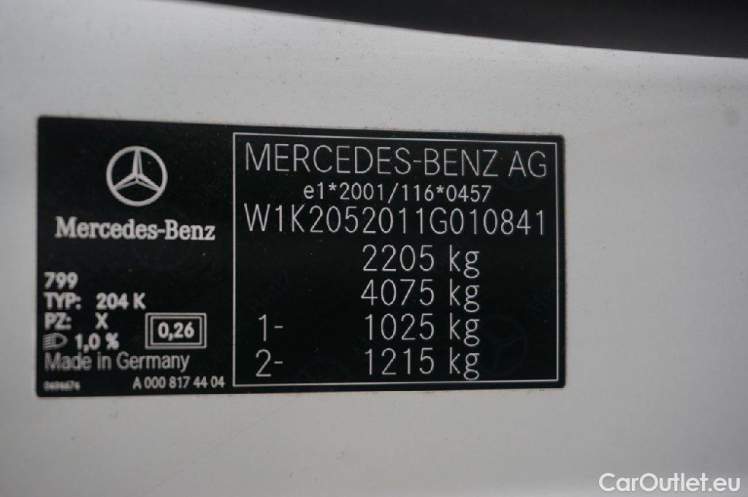 Mercedes-Benz
799
TYP: 204 K
PZ: X
1,0 %
0,26
Made in Germany
A 000 817 44 04
MERCEDES-BENZ AG
e1*2001/116*0457
W1K2052011G010841
2205 kg
4075 kg
1- 1025 kg
2- 1215 kg
CarOutlet.eu